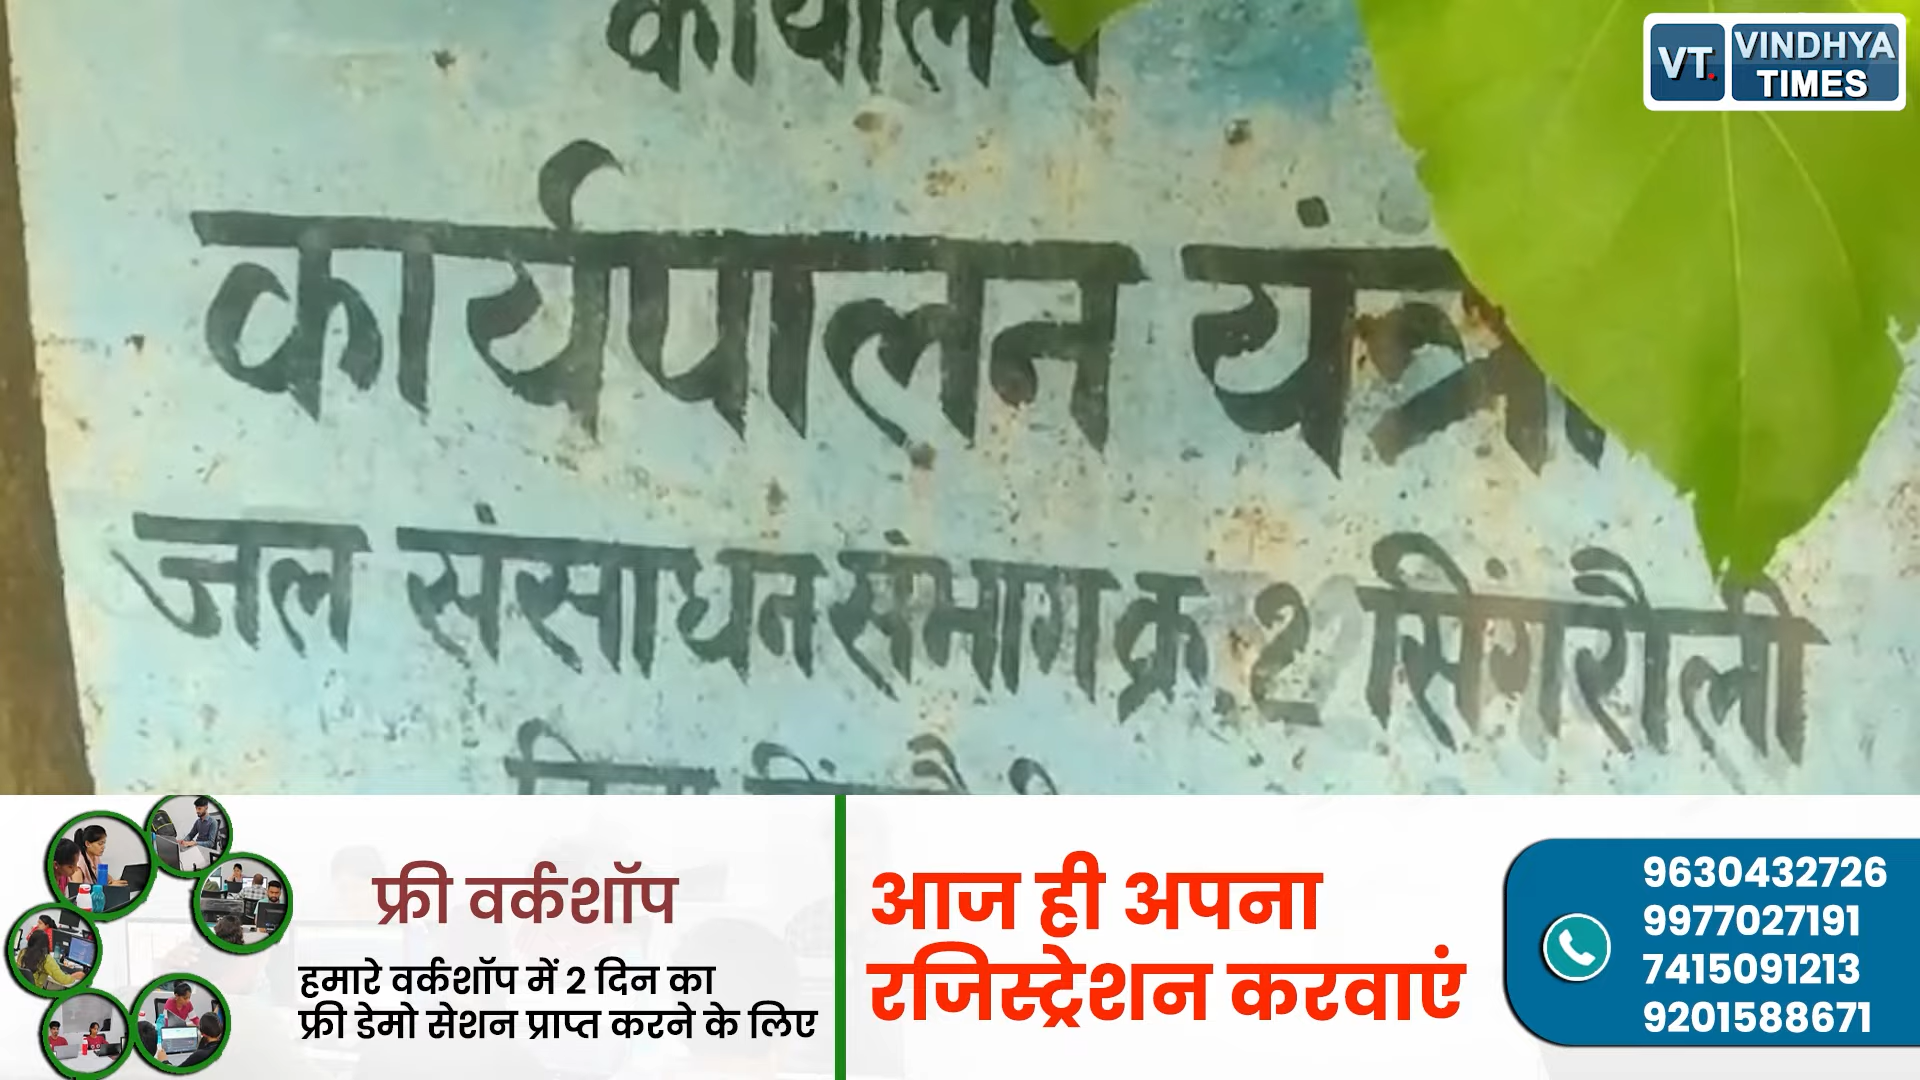 कार्यालय
कार्यपालन
जल संसाधन संभाग क्र. 2 सिंगरौली
VT. VINDHYA
TIMES
फ्री वर्कशॉप
हमारे वर्कशॉप में 2 दिन का
फ्री डेमो सेशन प्राप्त करने के लिए
आज ही अपना
रजिस्ट्रेशन करवाएं
9630432726
9977027191
7415091213
9201588671